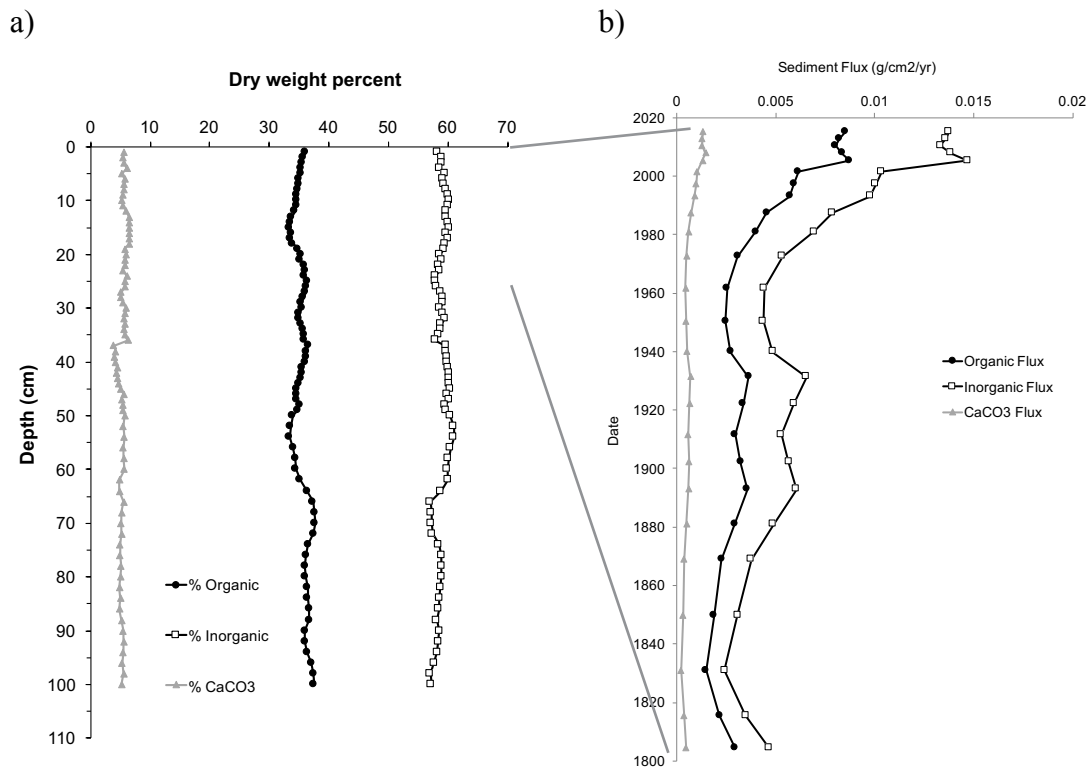 a)
b)
Dry weight percent
0 10 20 30 40 50 60 70
0
10
20
30
40
50
60
70
80
90
100
110
Depth (cm)
% Organic
% Inorganic
% CaCO3
Sediment Flux (g/cm2/yr)
0 0.005 0.01 0.015 0.02
2020
2000
1980
1960
1940
1920
1900
1880
1860
1840
1820
1800
Date
Organic Flux
Inorganic Flux
CaCO3 Flux